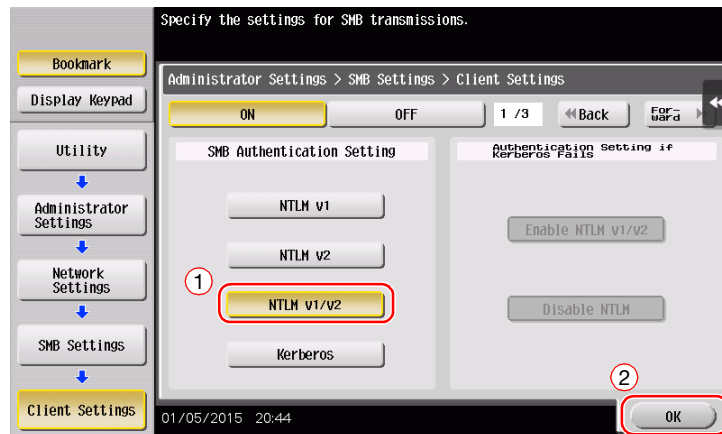 Specify the settings for SMB transmissions.
Bookmark
Display Keypad
Utility
Administrator
Settings
Network
Settings
SMB Settings
Client Settings
Administrator Settings > SMB Settings > Client Settings
ON
OFF
1 /3
Back
For-
ward
SMB Authentication Setting
NTLM v1
NTLM v2
1
NTLM v1/v2
Kerberos
Authentication Setting if
Kerberos Fails
Enable NTLM v1/v2
Disable NTLM
2
01/05/2015 20:44
OK